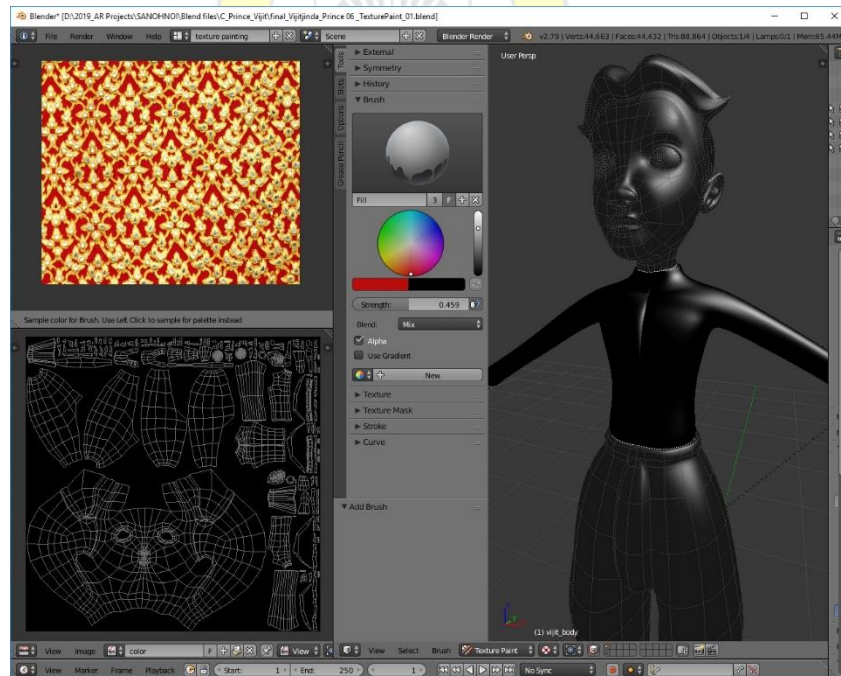 Blender* [D:\2019_AR Projects\SANOHNOI\Blend files\C_Prince_Vijit\final_Vijitjinda_Prince 06 _TexturePaint_01.blend]
File Render Window Help texture painting Scene Blender Render v2.79 | Verts:44,663 | Faces:44,432 | Tris:88,864 | Objects:1/4 | Lamps:0/1 | Mem:65.44M
Tools
Slots
Options
Grease Pencil
External
Symmetry
History
Brush
Fill 3 F
Strength: 0.459
Blend: Mix
Alpha
Use Gradient
New
Texture
Texture Mask
Stroke
Curve
Add Brush
User Persp
(1) vijit_body
Sample color for Brush. Use Left Click to sample for palette instead
View Image color F View
View Select Brush Texture Paint
View Marker Frame Playback Start: 1 End: 250 1 No Sync